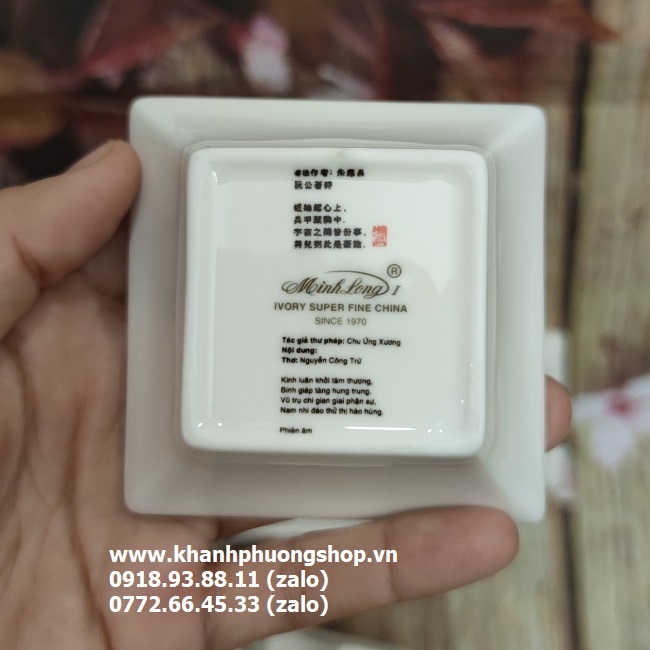 作者: 朱應昌
阮公著詩
經綸起心上,
兵甲藏胸中.
宇宙之間皆份事,
男兒到此是豪雄.
Minh Long I ®
IVORY SUPER FINE CHINA
SINCE 1970
Tác giả thư pháp: Chu Ứng Xương
Nội dung:
Thơ: Nguyễn Công Trứ
Kinh luân khởi tâm thượng,
Binh giáp tàng hung trung.
Vũ trụ chi gian giai phận sự,
Nam nhi đáo thử thị hào hùng.
Phiên âm
www.khanhphuongshop.vn
0918.93.88.11 (zalo)
0772.66.45.33 (zalo)